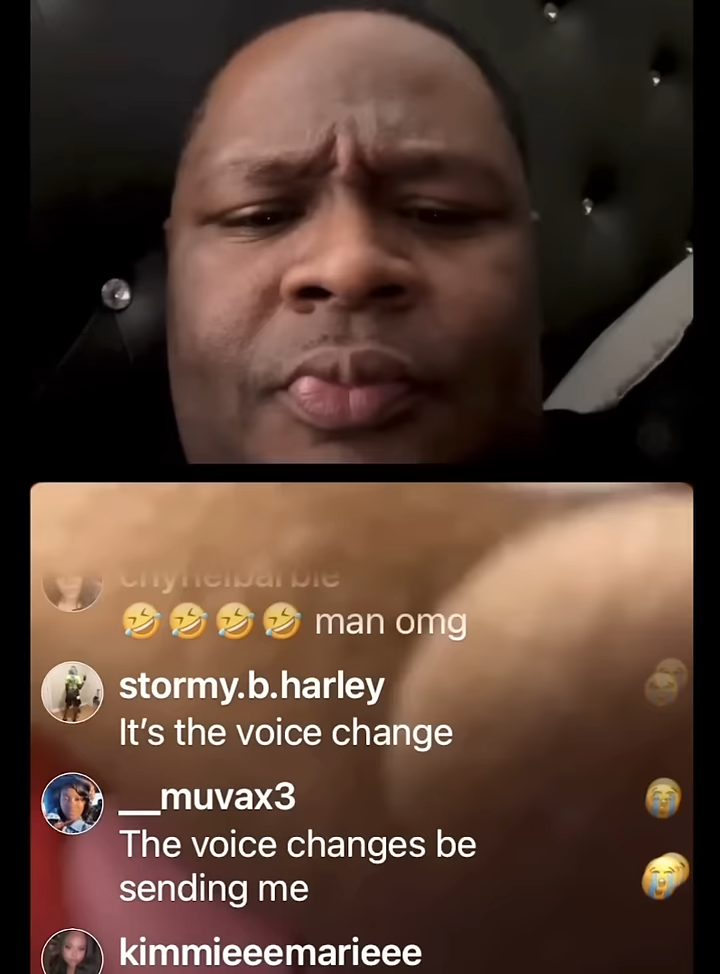 🤣🤣🤣🤣 man omg
stormy.b.harley
It's the voice change
__muvax3
The voice changes be
sending me
kimmieeemarieee